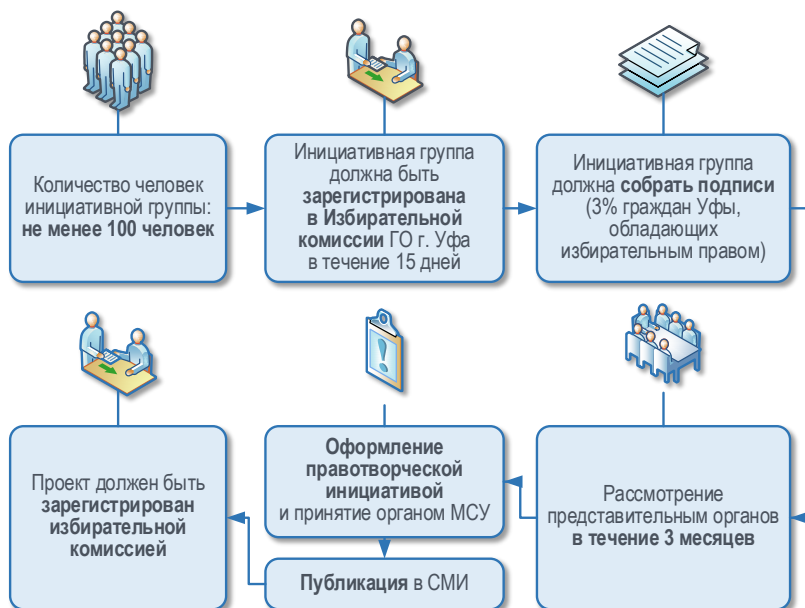 Количество человек
инициативной группы:
не менее 100 человек
Инициативная группа
должна быть
зарегистрирована
в Избирательной
комиссии ГО г. Уфа
в течение 15 дней
Инициативная группа
должна собрать подписи
(3% граждан Уфы,
обладающих
избирательным правом)
Рассмотрение
представительным органов
в течение 3 месяцев
Оформление
правотворческой
инициативой
и принятие органом МСУ
Публикация в СМИ
Проект должен быть
зарегистрирован
избирательной
комиссией